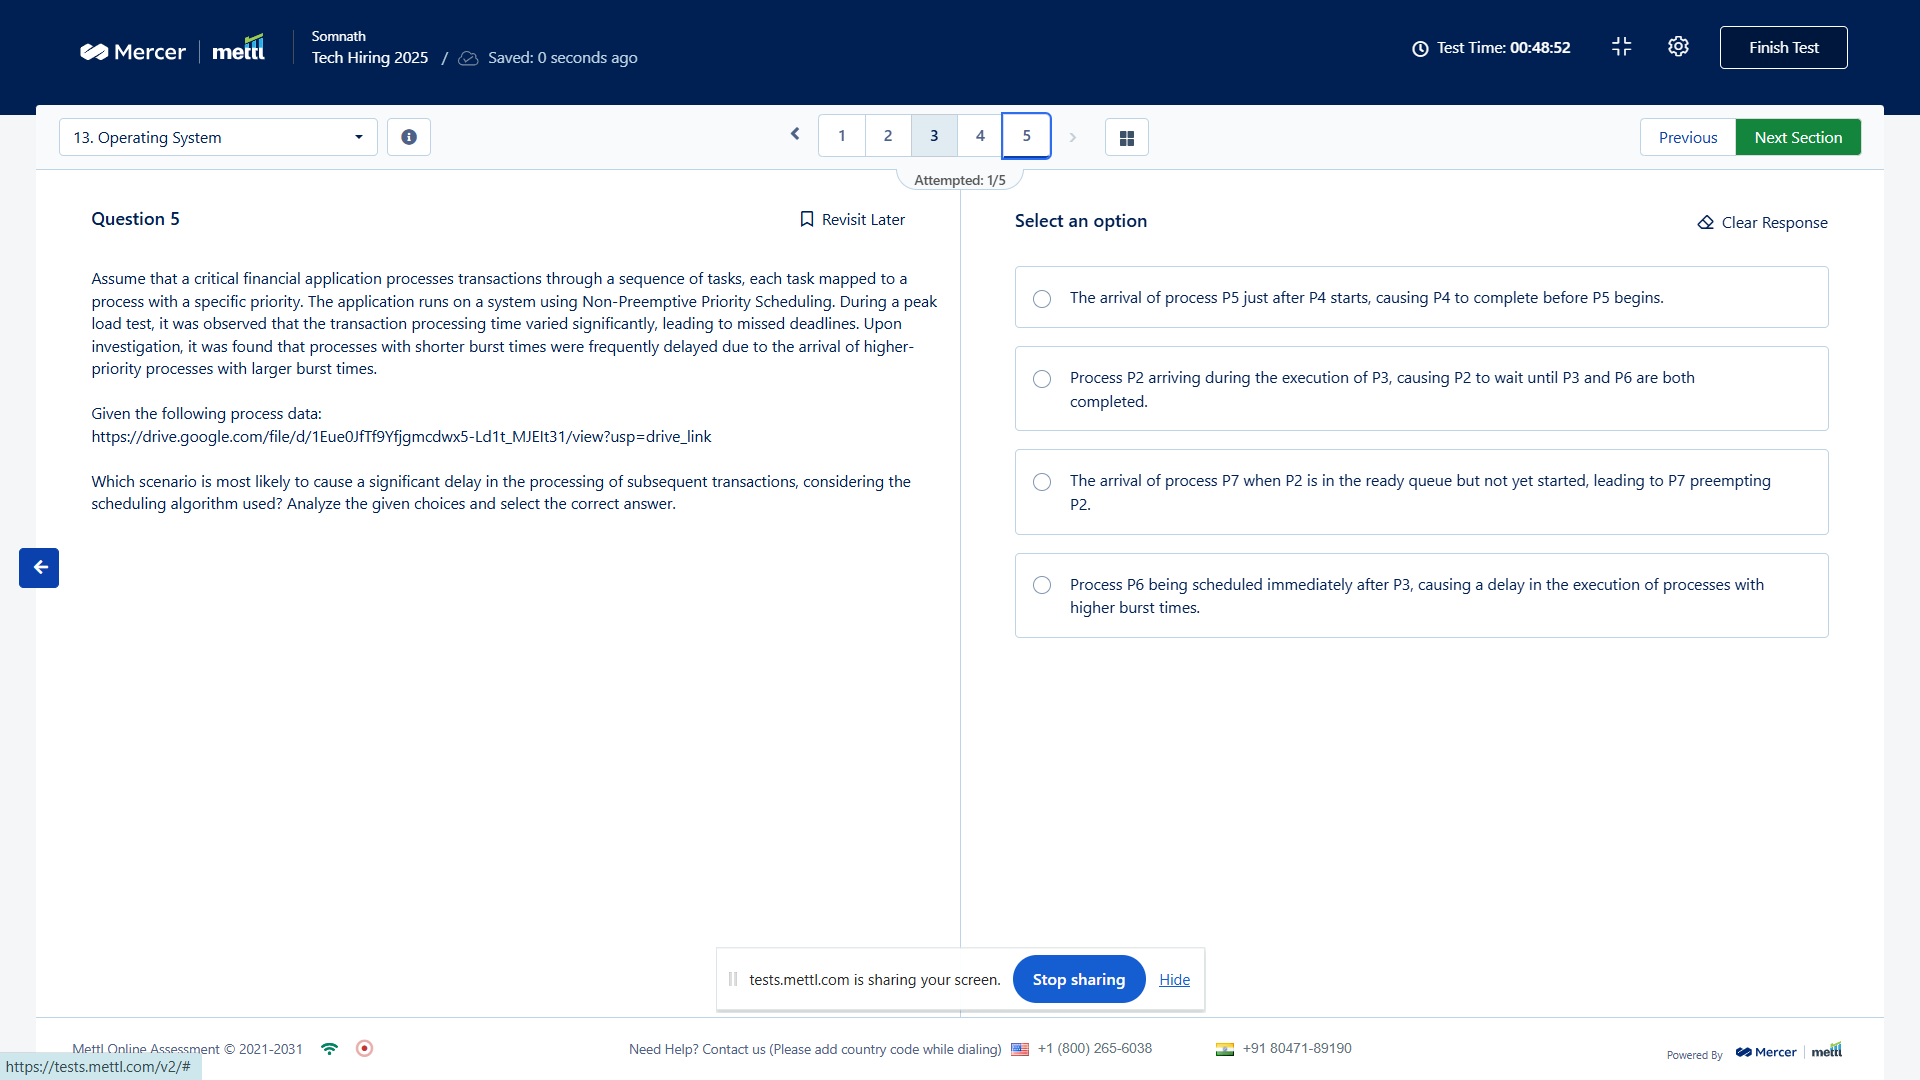 Mercer
mettl
Somnath
Tech Hiring 2025 / Saved: 0 seconds ago
Test Time: 00:48:52
Finish Test
13. Operating System
1 2 3 4 5
Previous
Next Section
Attempted: 1/5
Question 5
Revisit Later
Assume that a critical financial application processes transactions through a sequence of tasks, each task mapped to a
process with a specific priority. The application runs on a system using Non-Preemptive Priority Scheduling. During a peak
load test, it was observed that the transaction processing time varied significantly, leading to missed deadlines. Upon
investigation, it was found that processes with shorter burst times were frequently delayed due to the arrival of higher-
priority processes with larger burst times.
Given the following process data:
https://drive.google.com/file/d/1Eue0JfTf9Yfjgmcdwx5-Ld1t_MJEIt31/view?usp=drive_link
Which scenario is most likely to cause a significant delay in the processing of subsequent transactions, considering the
scheduling algorithm used? Analyze the given choices and select the correct answer.
Select an option
Clear Response
The arrival of process P5 just after P4 starts, causing P4 to complete before P5 begins.
Process P2 arriving during the execution of P3, causing P2 to wait until P3 and P6 are both
completed.
The arrival of process P7 when P2 is in the ready queue but not yet started, leading to P7 preempting
P2.
Process P6 being scheduled immediately after P3, causing a delay in the execution of processes with
higher burst times.
tests.mettl.com is sharing your screen.
Stop sharing
Hide
Mettl Online Assessment © 2021-2031
Need Help? Contact us (Please add country code while dialing) +1 (800) 265-6038 +91 80471-89190
Powered By Mercer mettl
https://tests.mettl.com/v2/#